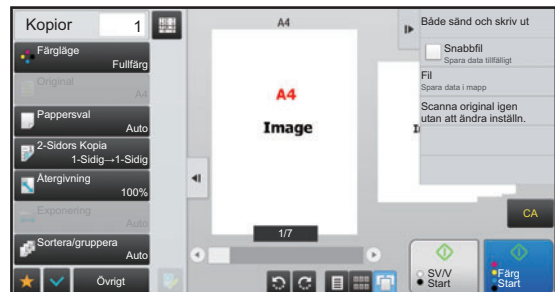 Kopior 1
Färgläge
Fullfärg
Original
A4
Pappersval
Auto
2-Sidors Kopia
1-Sidig→1-Sidig
Återgivning
100%
Exponering
Auto
Sortera/gruppera
Auto
Övrigt
A4
A4
Image
1/7
Både sänd och skriv ut
Snabbfil
Spara data tillfälligt
Fil
Spara data i mapp
Scanna original igen
utan att ändra inställn.
CA
SV/V
Start
Färg
Start